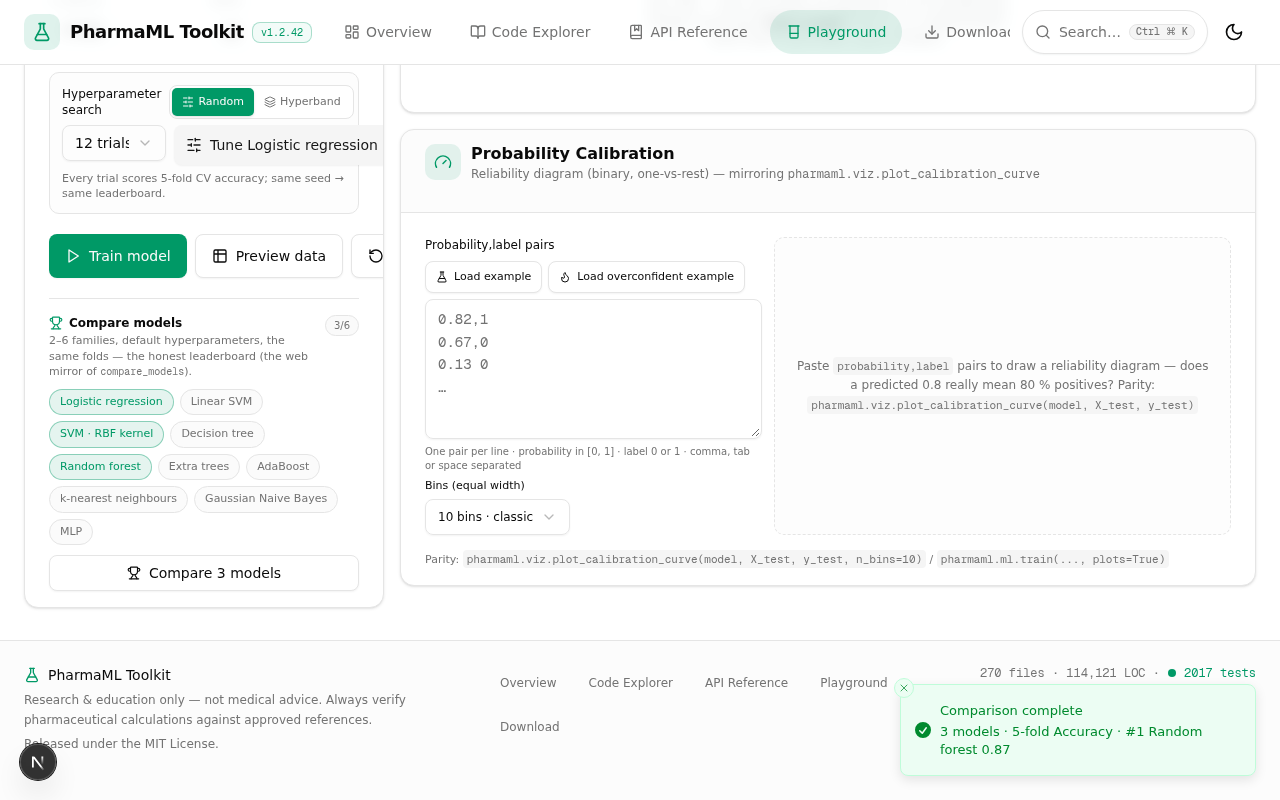 PharmaML Toolkit v1.2.42 Overview Code Explorer API Reference Playground Download Search... Ctrl ⌘ K
Hyperparameter search
Random Hyperband
12 trials Tune Logistic regression
Every trial scores 5-fold CV accuracy; same seed →
same leaderboard.
Train model Preview data
Compare models 3/6
2–6 families, default hyperparameters, the
same folds — the honest leaderboard (the web
mirror of compare_models).
Logistic regression Linear SVM
SVM · RBF kernel Decision tree
Random forest Extra trees AdaBoost
k-nearest neighbours Gaussian Naive Bayes
MLP
Compare 3 models
Probability Calibration
Reliability diagram (binary, one-vs-rest) — mirroring pharmaml.viz.plot_calibration_curve
Probability,label pairs
Load example Load overconfident example
0.82,1
0.67,0
0.13 0
…
One pair per line · probability in [0, 1] · label 0 or 1 · comma, tab
or space separated
Bins (equal width)
10 bins · classic
Paste probability,label pairs to draw a reliability diagram — does
a predicted 0.8 really mean 80 % positives? Parity:
pharmaml.viz.plot_calibration_curve(model, X_test, y_test)
Parity: pharmaml.viz.plot_calibration_curve(model, X_test, y_test, n_bins=10) / pharmaml.ml.train(..., plots=True)
PharmaML Toolkit
Research & education only — not medical advice. Always verify
pharmaceutical calculations against approved references.
Released under the MIT License.
N
Overview Code Explorer API Reference Playground
Download
270 files · 114,121 LOC · ● 2017 tests
Comparison complete
3 models · 5-fold Accuracy · #1 Random
forest 0.87